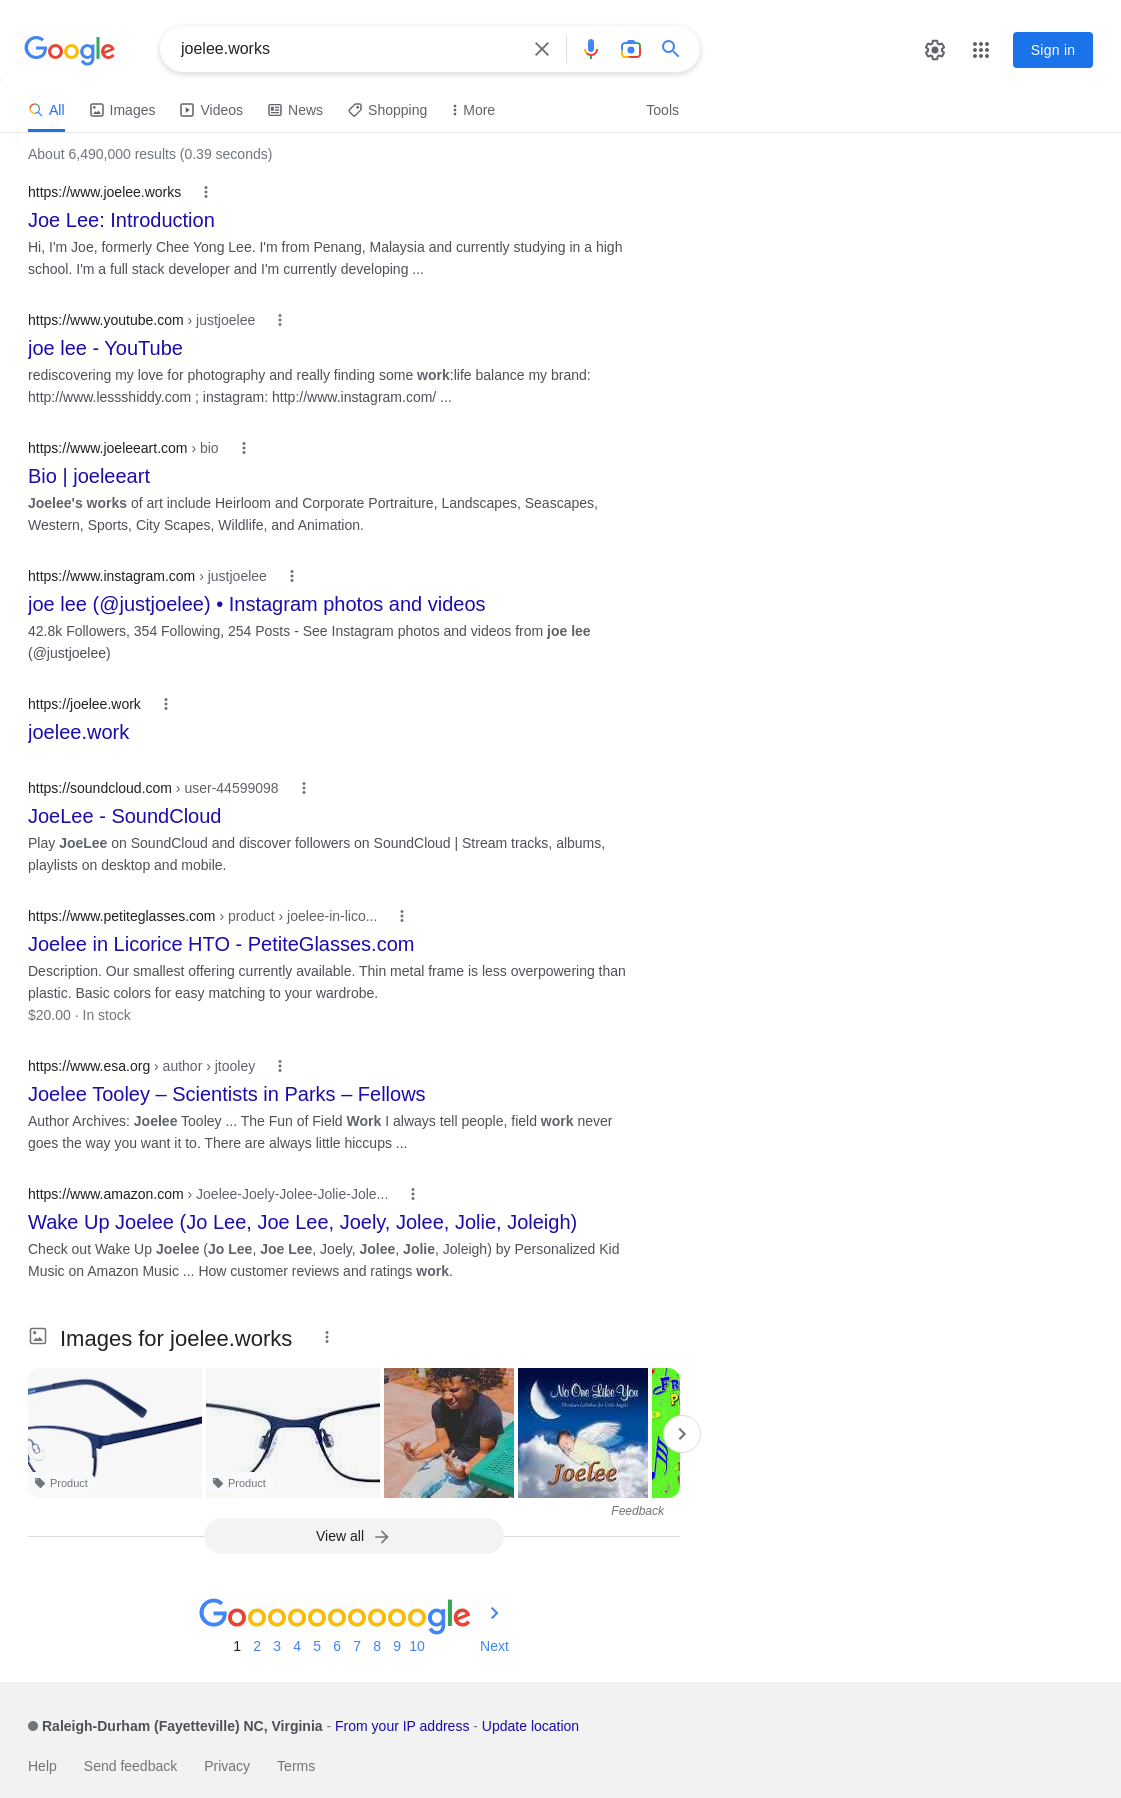 Google
joelee.works
Sign in
All Images Videos News Shopping More Tools
About 6,490,000 results (0.39 seconds)
https://www.joelee.works
Joe Lee: Introduction
Hi, I'm Joe, formerly Chee Yong Lee. I'm from Penang, Malaysia and currently studying in a high
school. I'm a full stack developer and I'm currently developing ...
https://www.youtube.com › justjoelee
joe lee - YouTube
rediscovering my love for photography and really finding some work:life balance my brand:
http://www.lessshiddy.com ; instagram: http://www.instagram.com/ ...
https://www.joeleeart.com › bio
Bio | joeleeart
Joelee's works of art include Heirloom and Corporate Portraiture, Landscapes, Seascapes,
Western, Sports, City Scapes, Wildlife, and Animation.
https://www.instagram.com › justjoelee
joe lee (@justjoelee) • Instagram photos and videos
42.8k Followers, 354 Following, 254 Posts - See Instagram photos and videos from joe lee
(@justjoelee)
https://joelee.work
joelee.work
https://soundcloud.com › user-44599098
JoeLee - SoundCloud
Play JoeLee on SoundCloud and discover followers on SoundCloud | Stream tracks, albums,
playlists on desktop and mobile.
https://www.petiteglasses.com › product › joelee-in-lico...
Joelee in Licorice HTO - PetiteGlasses.com
Description. Our smallest offering currently available. Thin metal frame is less overpowering than
plastic. Basic colors for easy matching to your wardrobe.
$20.00 · In stock
https://www.esa.org › author › jtooley
Joelee Tooley – Scientists in Parks – Fellows
Author Archives: Joelee Tooley ... The Fun of Field Work I always tell people, field work never
goes the way you want it to. There are always little hiccups ...
https://www.amazon.com › Joelee-Joely-Jolee-Jolie-Jole...
Wake Up Joelee (Jo Lee, Joe Lee, Joely, Jolee, Jolie, Joleigh)
Check out Wake Up Joelee (Jo Lee, Joe Lee, Joely, Jolee, Jolie, Joleigh) by Personalized Kid
Music on Amazon Music ... How customer reviews and ratings work.
Images for joelee.works
Product
Product
No One Like You
Joelee
Feedback
View all
Goooooooooogle
1 2 3 4 5 6 7 8 9 10 Next
Raleigh-Durham (Fayetteville) NC, Virginia - From your IP address - Update location
Help Send feedback Privacy Terms